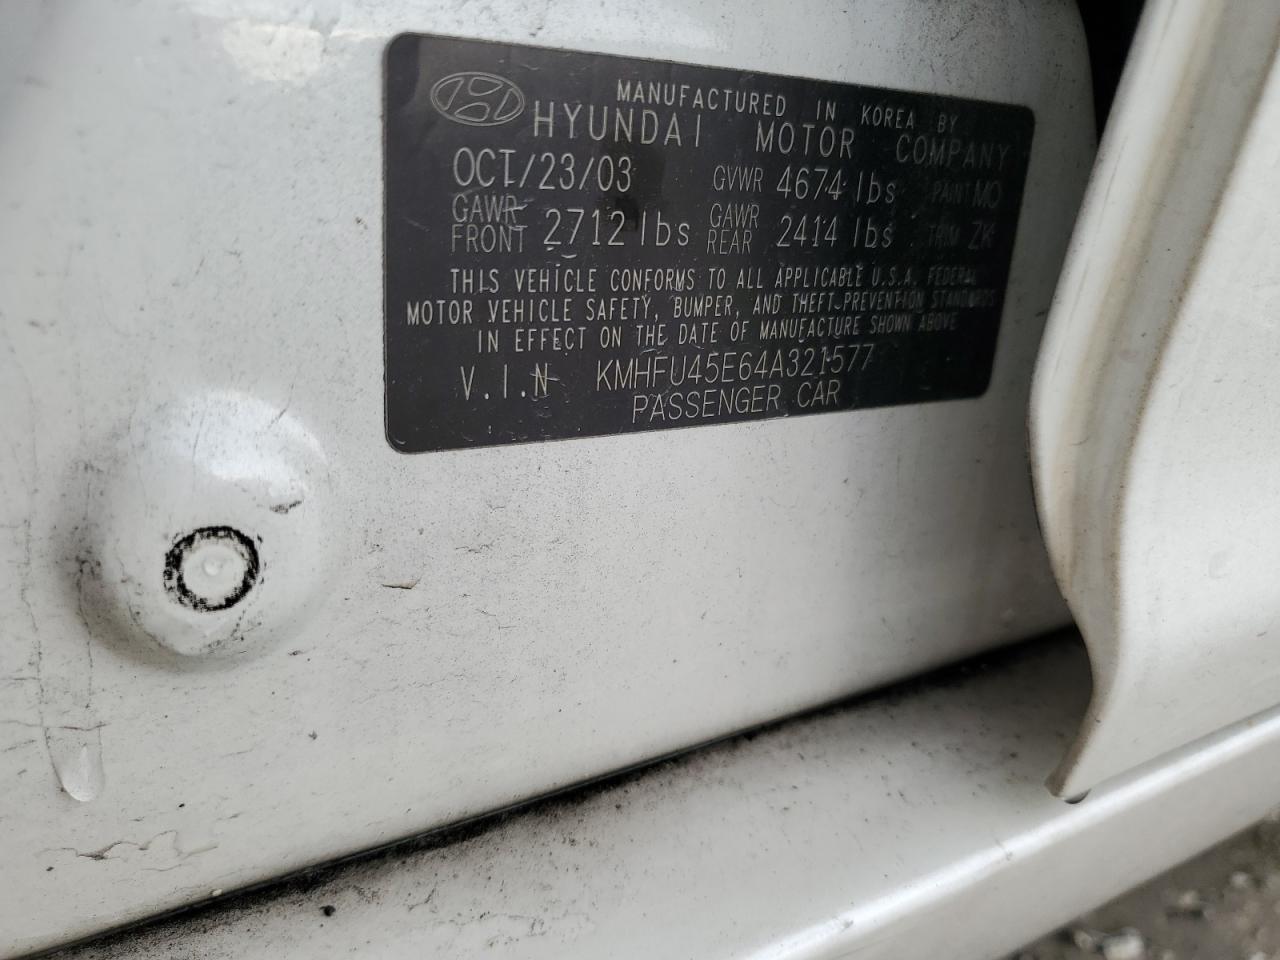 MANUFACTURED IN KOREA BY
HYUNDAI MOTOR COMPANY
OCT/23/03 GVWR 4674 lbs PAINT MO
GAWR FRONT 2712 lbs GAWR REAR 2414 lbs TRIM ZK
THIS VEHICLE CONFORMS TO ALL APPLICABLE U.S.A. FEDERAL
MOTOR VEHICLE SAFETY, BUMPER, AND THEFT-PREVENTION STANDARDS
IN EFFECT ON THE DATE OF MANUFACTURE SHOWN ABOVE
V.I.N KMHFU45E64A321577
PASSENGER CAR